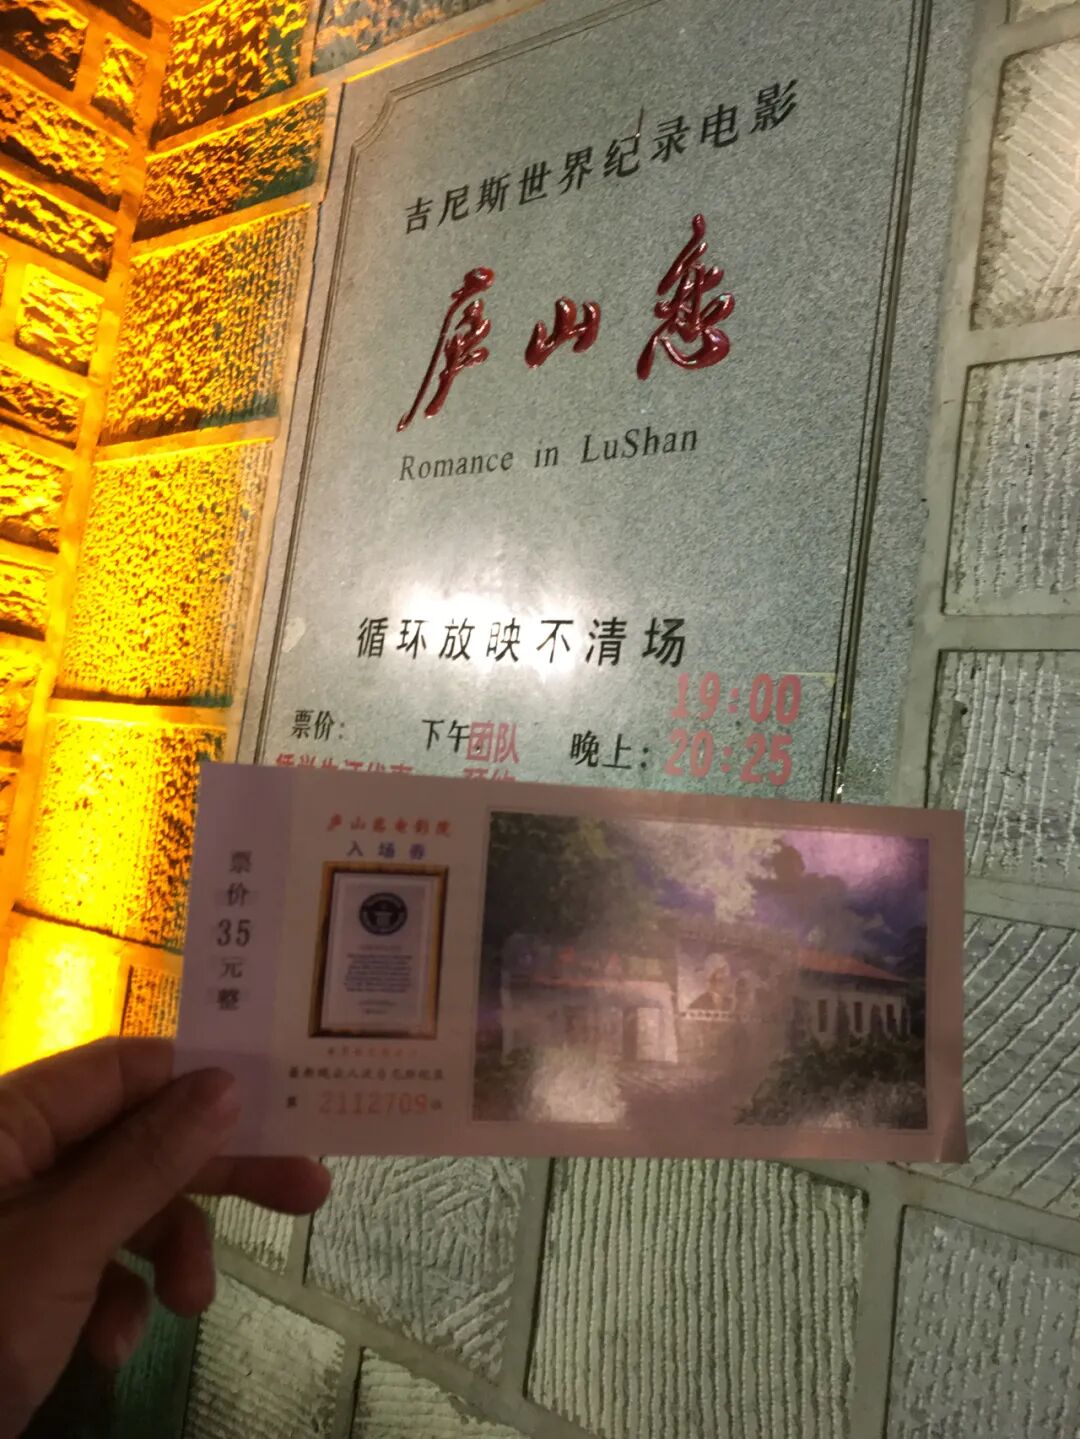 吉尼斯世界纪录电影
庐山恋
Romance in LuShan
循环放映不清场
19:00
票价: 下午: 团队 晚上: 20:25
庐山恋电影院
入场券
票价35元整
2112709